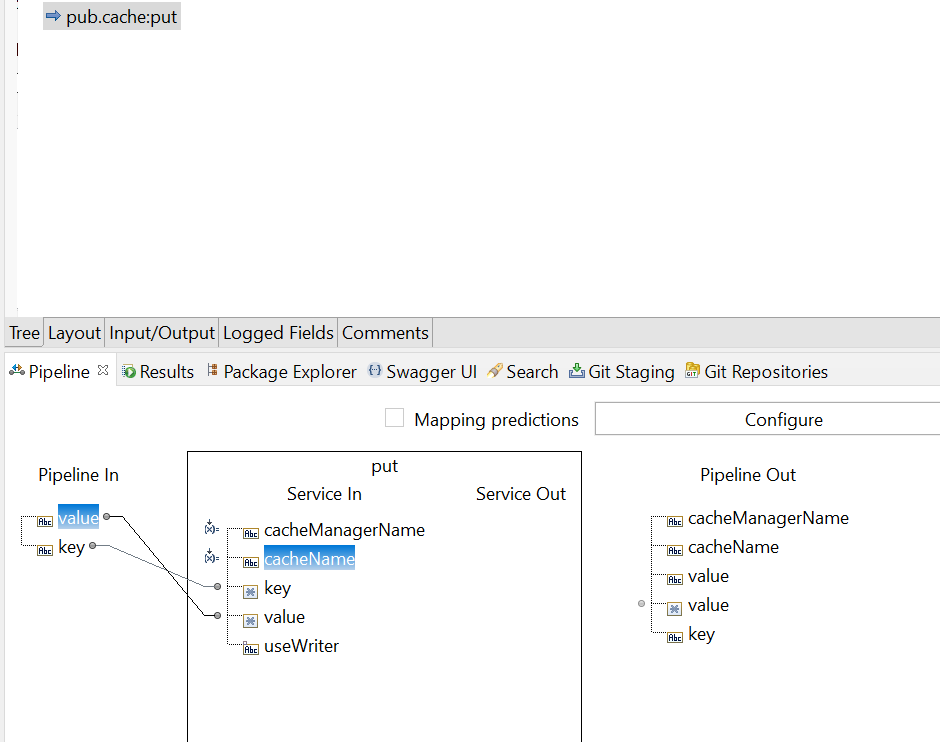 pub.cache:put
Tree Layout Input/Output Logged Fields Comments
Pipeline Results Package Explorer Swagger UI Search Git Staging Git Repositories
Mapping predictions Configure
Pipeline In
value
key
put
Service In Service Out
cacheManagerName
cacheName
key
value
useWriter
Pipeline Out
cacheManagerName
cacheName
value
value
key